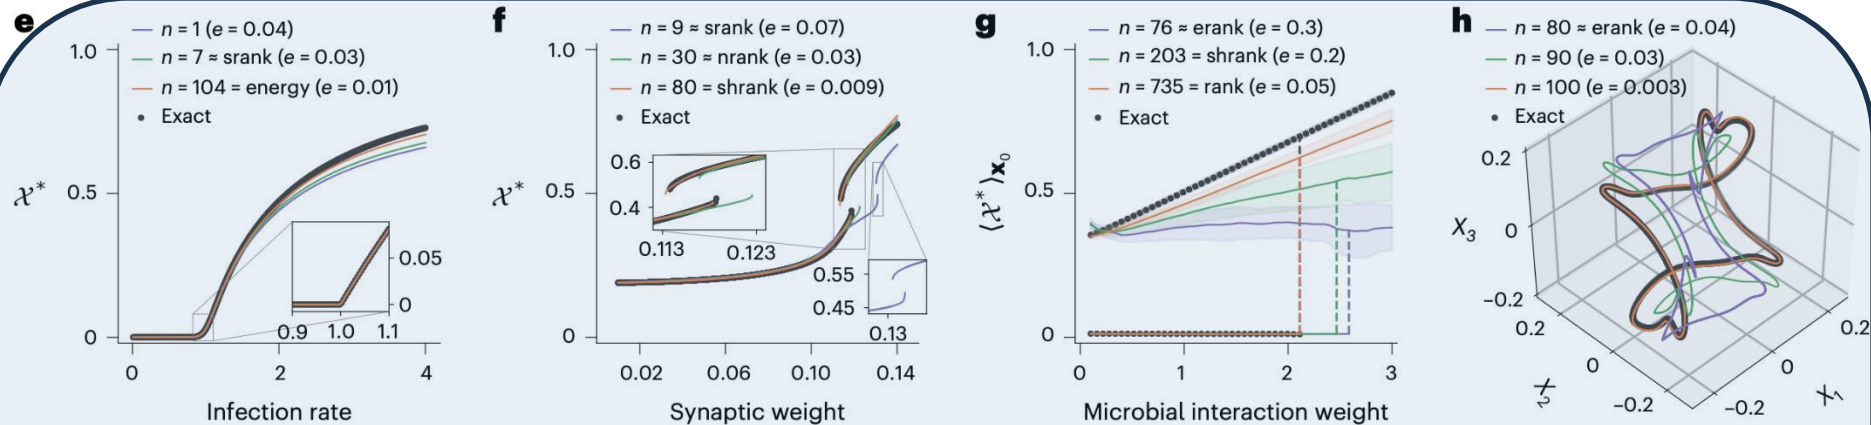 e
n = 1 (e = 0.04)
n = 7 ≈ srank (e = 0.03)
n = 104 = energy (e = 0.01)
Exact
1.0
0.5
0
𝒳*
0.05
0
0.9 1.0 1.1
0 2 4
Infection rate
f
n = 9 ≈ srank (e = 0.07)
n = 30 ≈ nrank (e = 0.03)
n = 80 = shrank (e = 0.009)
Exact
1.0
0.5
0
𝒳*
0.6
0.4
0.113 0.123
0.55
0.45
0.13
0.02 0.06 0.10 0.14
Synaptic weight
g
n = 76 ≈ erank (e = 0.3)
n = 203 = shrank (e = 0.2)
n = 735 = rank (e = 0.05)
Exact
1.0
0.5
0
⟨𝒳*⟩x₀
0 1 2 3
Microbial interaction weight
h
n = 80 ≈ erank (e = 0.04)
n = 90 (e = 0.03)
n = 100 (e = 0.003)
Exact
0.2
0
−0.2
X₃
0.2
0
−0.2
X₂
−0.2
0
0.2
X₁